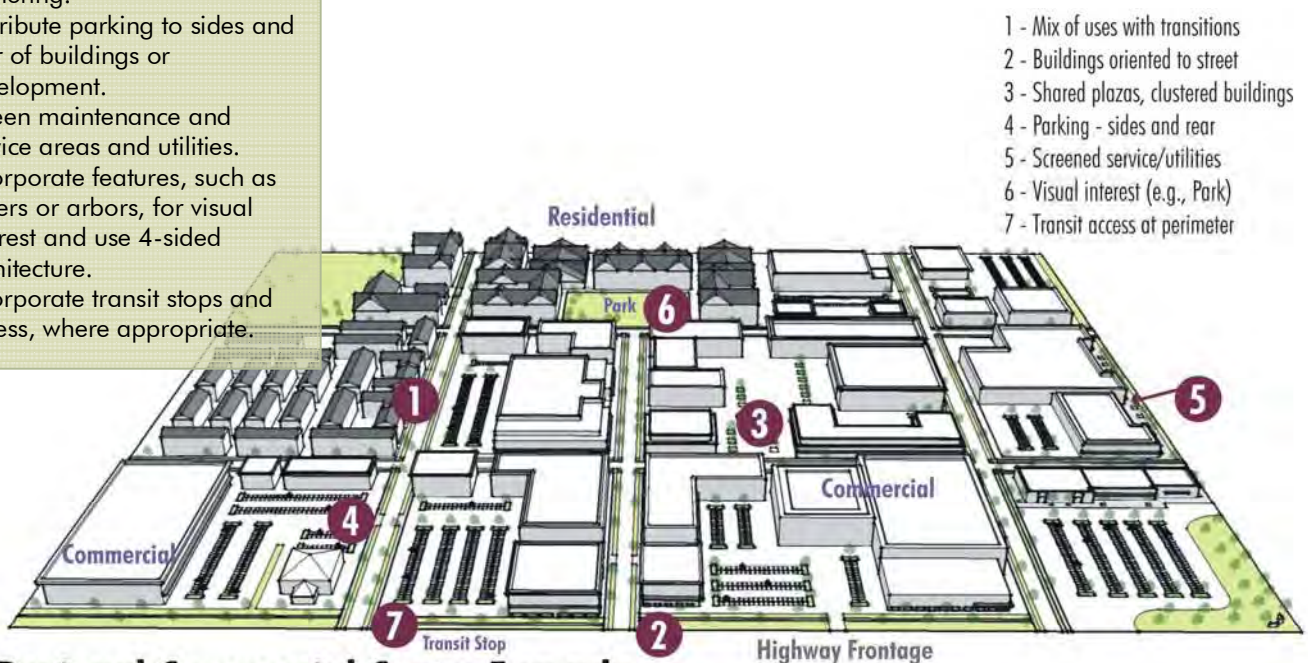 tribute parking to sides and
of buildings or
elopment.
een maintenance and
vice areas and utilities.
orporate features, such as
ers or arbors, for visual
rest and use 4-sided
hitecture.
orporate transit stops and
ess, where appropriate.
1 - Mix of uses with transitions
2 - Buildings oriented to street
3 - Shared plazas, clustered buildings
4 - Parking - sides and rear
5 - Screened service/utilities
6 - Visual interest (e.g., Park)
7 - Transit access at perimeter
Residential
Park
6
1
5
3
Commercial
4
Commercial
7
Transit Stop
2
Highway Frontage